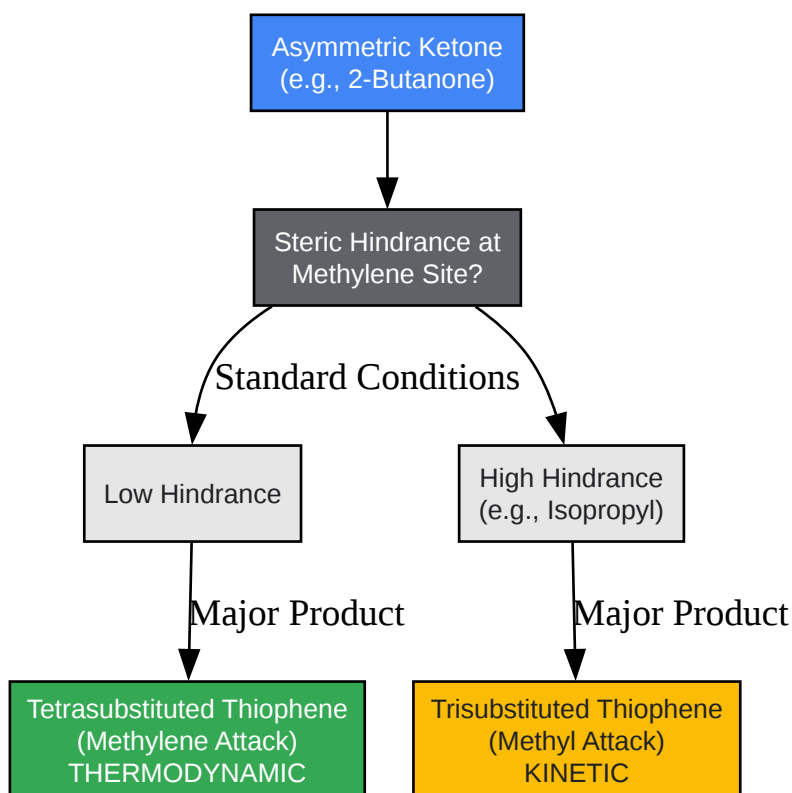 Asymmetric Ketone
(e.g., 2-Butanone)
Steric Hindrance at
Methylene Site?
Standard Conditions
Low Hindrance
High Hindrance
(e.g., Isopropyl)
Major Product
Major Product
Tetrasubstituted Thiophene
(Methylene Attack)
THERMODYNAMIC
Trisubstituted Thiophene
(Methyl Attack)
KINETIC